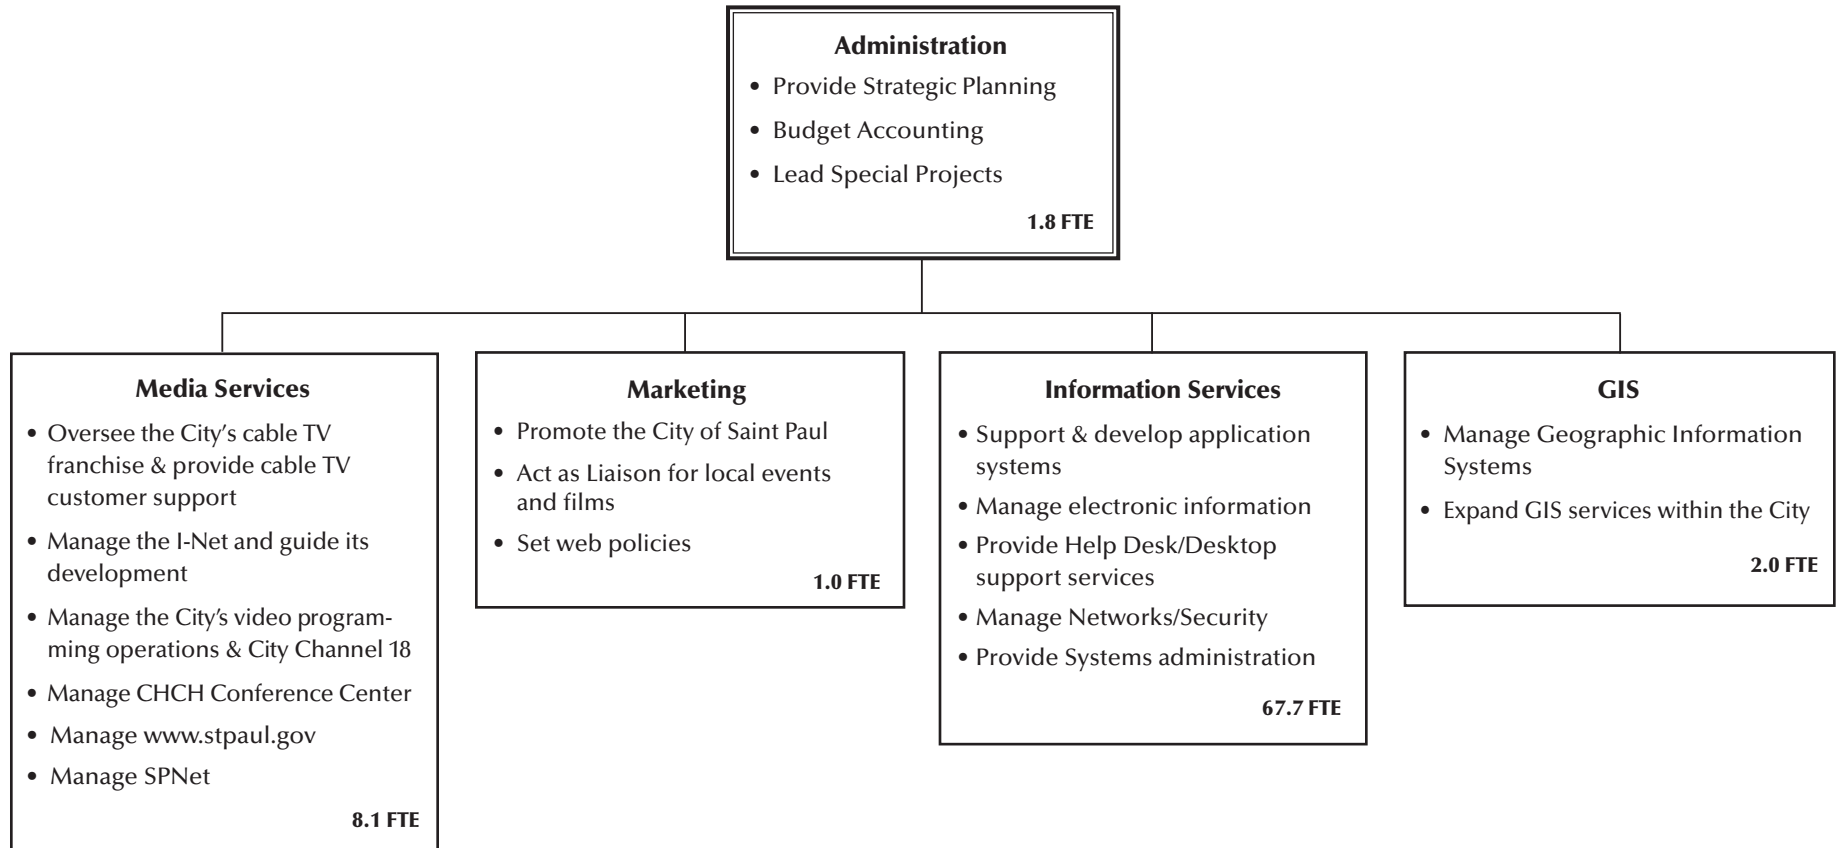 Administration
• Provide Strategic Planning
• Budget Accounting
• Lead Special Projects
1.8 FTE
Media Services
• Oversee the City's cable TV
franchise & provide cable TV
customer support
• Manage the I-Net and guide its
development
• Manage the City's video program-
ming operations & City Channel 18
• Manage CHCH Conference Center
• Manage www.stpaul.gov
• Manage SPNet
8.1 FTE
Marketing
• Promote the City of Saint Paul
• Act as Liaison for local events
and films
• Set web policies
1.0 FTE
Information Services
• Support & develop application
systems
• Manage electronic information
• Provide Help Desk/Desktop
support services
• Manage Networks/Security
• Provide Systems administration
67.7 FTE
GIS
• Manage Geographic Information
Systems
• Expand GIS services within the City
2.0 FTE